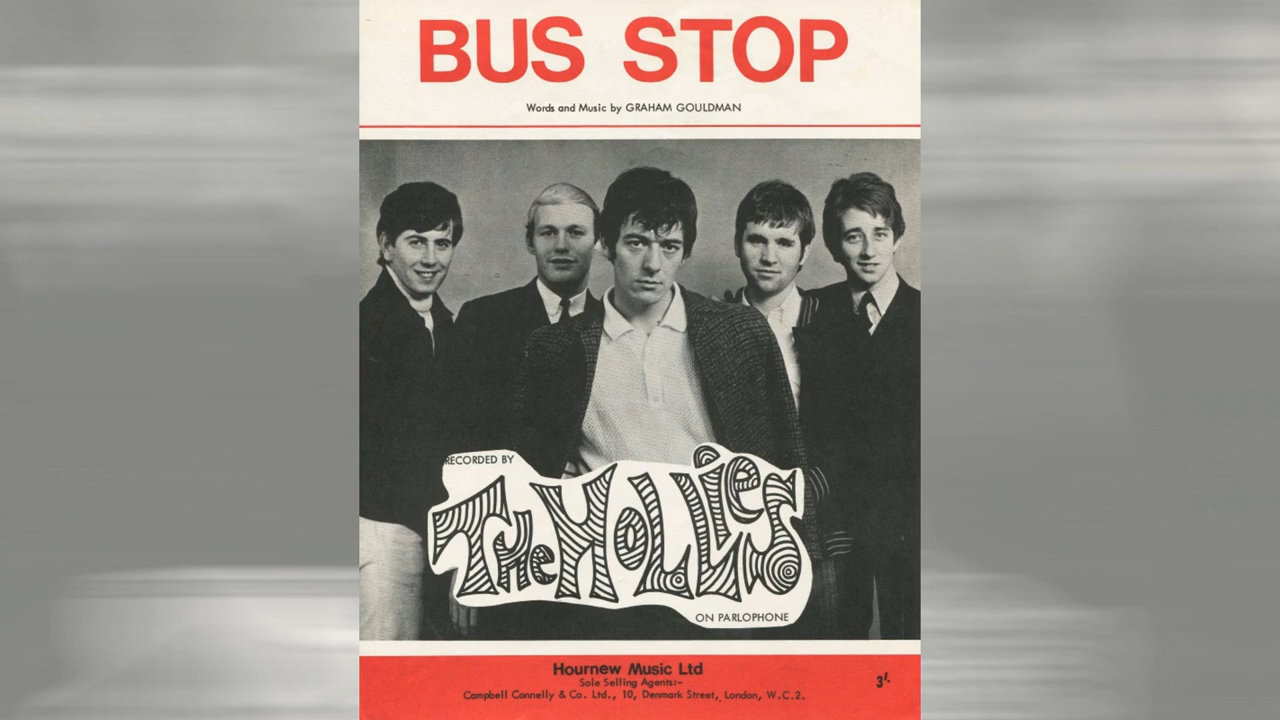 BUS STOP
Words and Music by GRAHAM GOULDMAN
RECORDED BY
THE HOLLIES
ON PARLOPHONE
Hournew Music Ltd
Sole Selling Agents:-
Campbell Connelly & Co. Ltd., 10, Denmark Street, London, W.C.2.
3/-